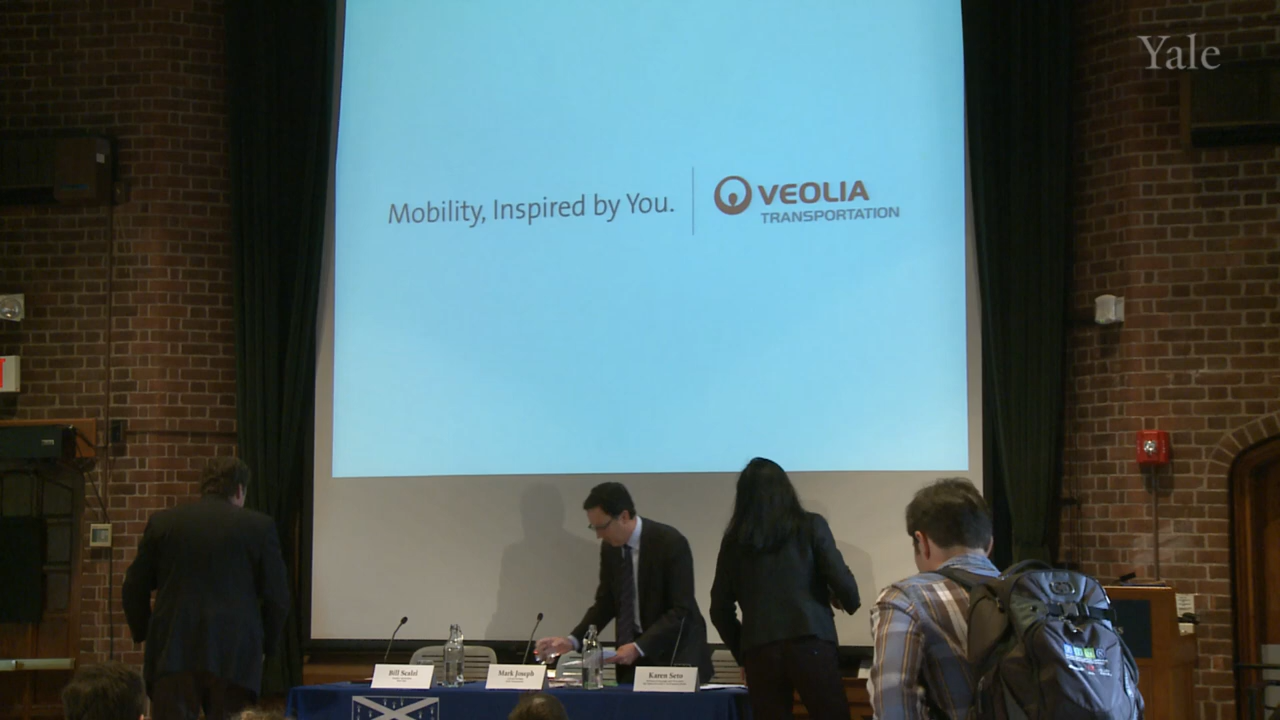 Yale
Mobility, Inspired by You.
VEOLIA
TRANSPORTATION
Bill Scalzi
Mark Joseph
Karen Seto